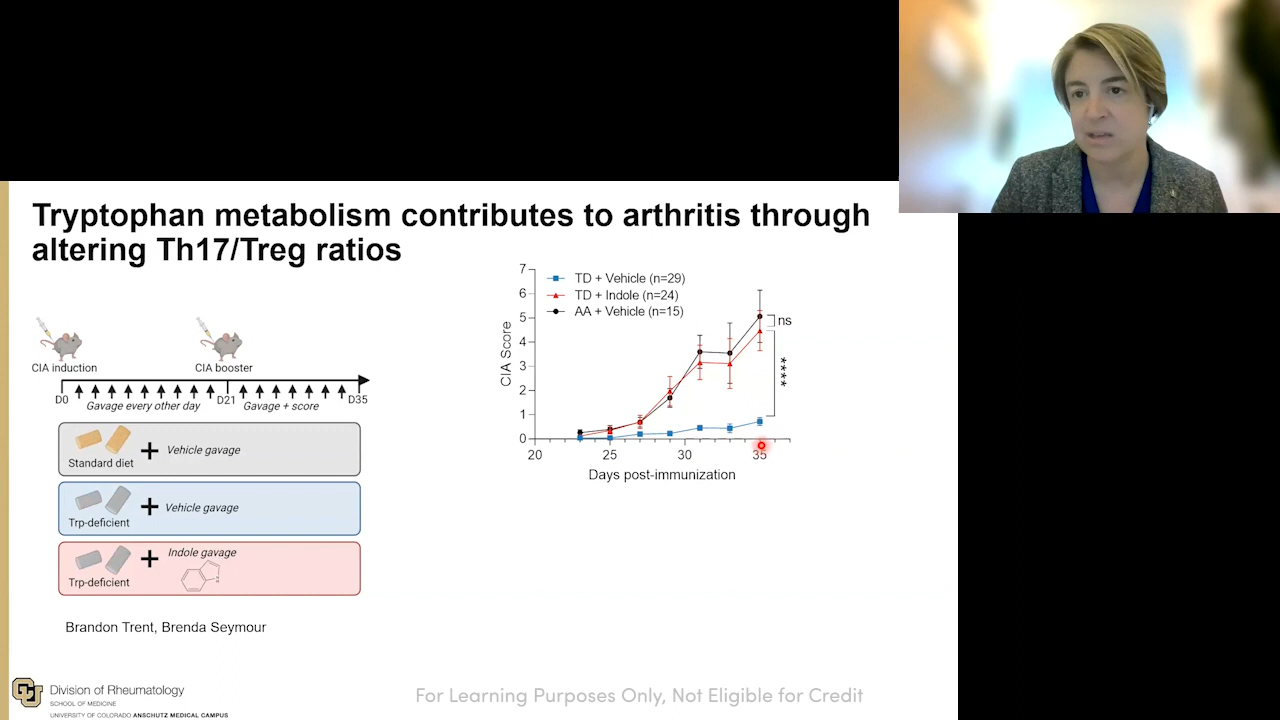 Tryptophan metabolism contributes to arthritis through
altering Th17/Treg ratios
CIA induction
CIA booster
D0
D21
D35
Gavage every other day
Gavage + score
Standard diet
+
Vehicle gavage
Trp-deficient
+
Vehicle gavage
Trp-deficient
+
Indole gavage
Brandon Trent, Brenda Seymour
TD + Vehicle (n=29)
TD + Indole (n=24)
AA + Vehicle (n=15)
CIA Score
7
6
5
4
3
2
1
0
20
25
30
35
Days post-immunization
ns
****
CU
Division of Rheumatology
SCHOOL OF MEDICINE
UNIVERSITY OF COLORADO ANSCHUTZ MEDICAL CAMPUS
For Learning Purposes Only, Not Eligible for Credit